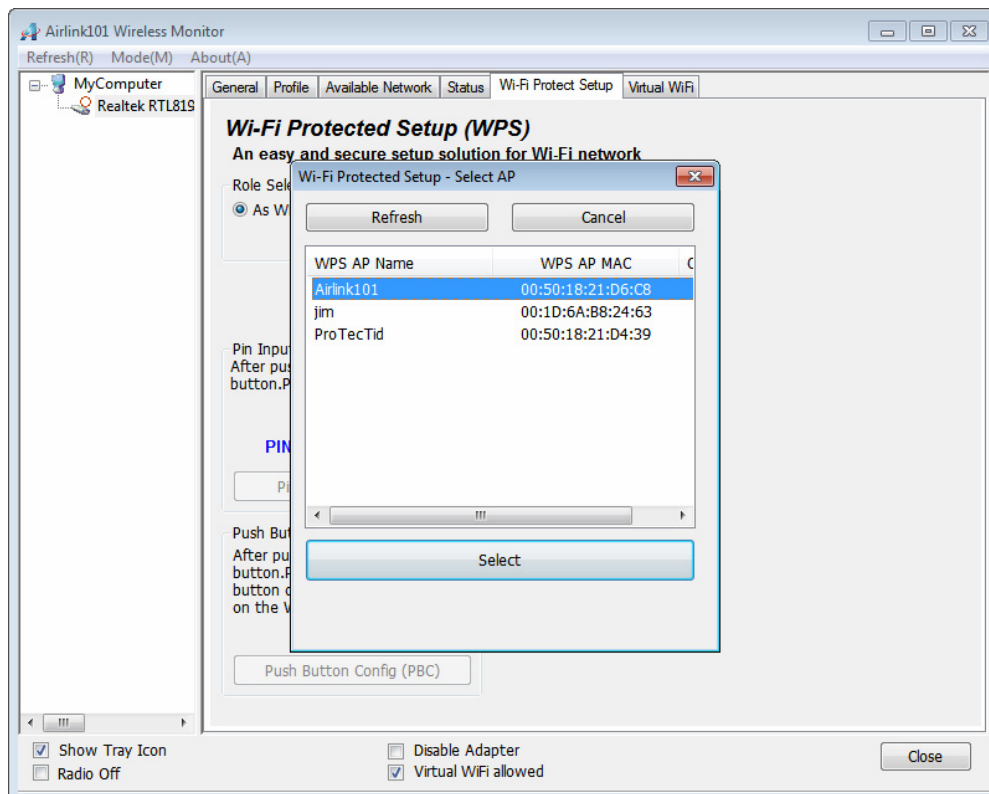 Airlink101 Wireless Monitor
Refresh(R) Mode(M) About(A)
MyComputer
Realtek RTL819
General Profile Available Network Status Wi-Fi Protect Setup Virtual WiFi
Wi-Fi Protected Setup (WPS)
An easy and secure setup solution for Wi-Fi network
Role Sele
As W
Wi-Fi Protected Setup - Select AP
Refresh Cancel
WPS AP Name WPS AP MAC
Airlink101 00:50:18:21:D6:C8
jim 00:1D:6A:B8:24:63
ProTecTid 00:50:18:21:D4:39
Select
Pin Inpu
After pus
button.P
PIN
Pi
Push But
After pu
button.P
button o
on the W
Push Button Config (PBC)
Show Tray Icon
Radio Off
Disable Adapter
Virtual WiFi allowed
Close